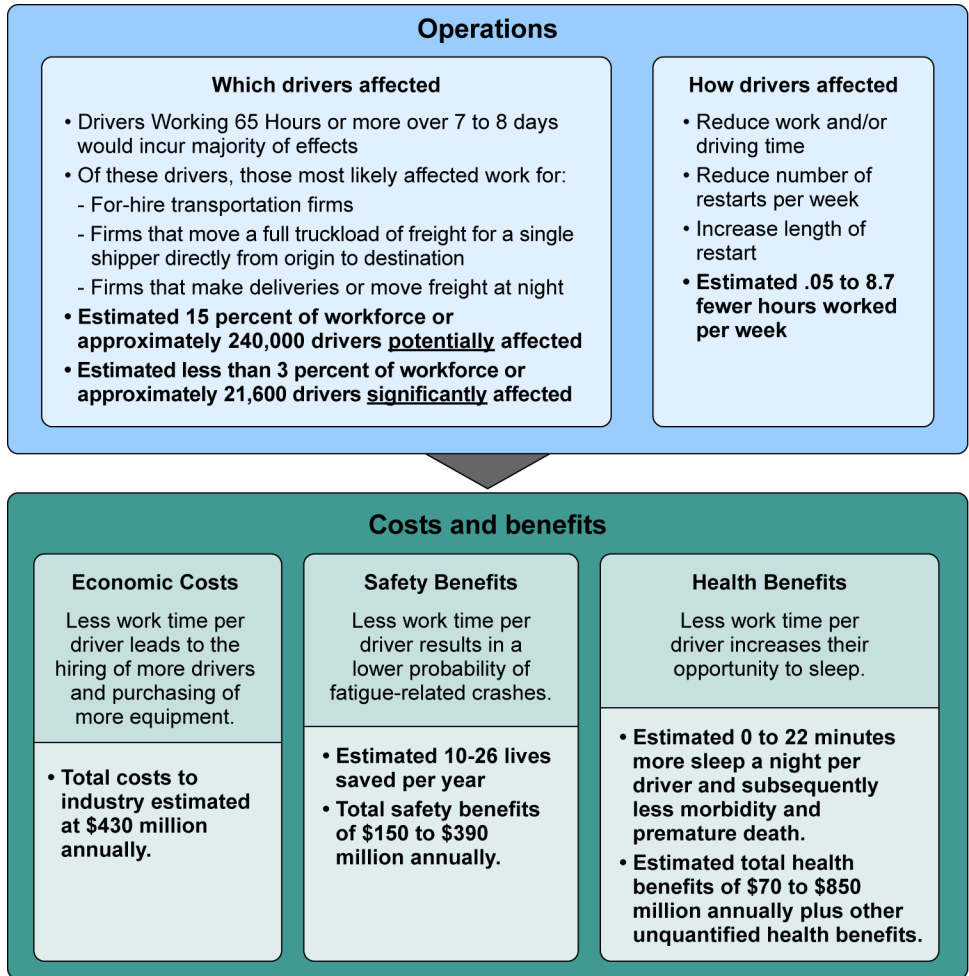 Operations
Which drivers affected
• Drivers Working 65 Hours or more over 7 to 8 days
would incur majority of effects
• Of these drivers, those most likely affected work for:
- For-hire transportation firms
- Firms that move a full truckload of freight for a single
shipper directly from origin to destination
- Firms that make deliveries or move freight at night
• Estimated 15 percent of workforce or
approximately 240,000 drivers potentially affected
• Estimated less than 3 percent of workforce or
approximately 21,600 drivers significantly affected
How drivers affected
• Reduce work and/or
driving time
• Reduce number of
restarts per week
• Increase length of
restart
• Estimated .05 to 8.7
fewer hours worked
per week
Costs and benefits
Economic Costs
Less work time per
driver leads to the
hiring of more drivers
and purchasing of
more equipment.
• Total costs to
industry estimated
at $430 million
annually.
Safety Benefits
Less work time per
driver results in a
lower probability of
fatigue-related crashes.
• Estimated 10-26 lives
saved per year
• Total safety benefits
of $150 to $390
million annually.
Health Benefits
Less work time per
driver increases their
opportunity to sleep.
• Estimated 0 to 22 minutes
more sleep a night per
driver and subsequently
less morbidity and
premature death.
• Estimated total health
benefits of $70 to $850
million annually plus other
unquantified health benefits.